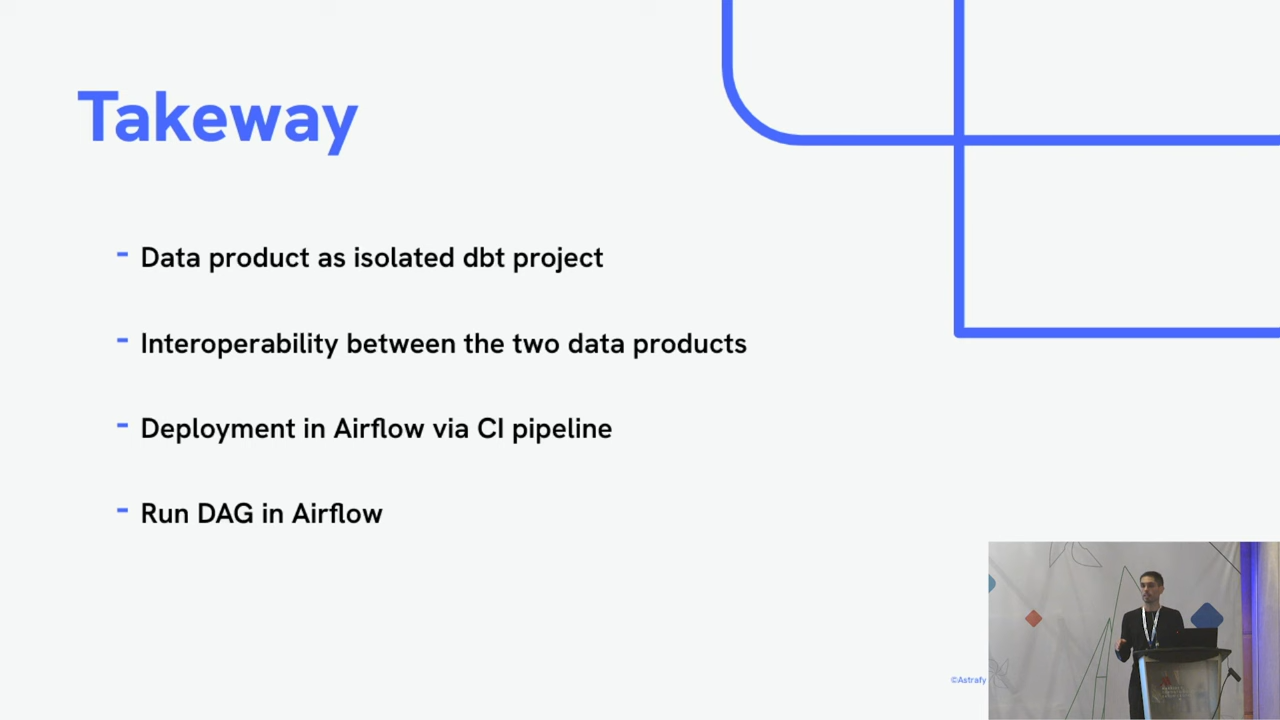 Takeway
- Data product as isolated dbt project
- Interoperability between the two data products
- Deployment in Airflow via CI pipeline
- Run DAG in Airflow
©Astrafy